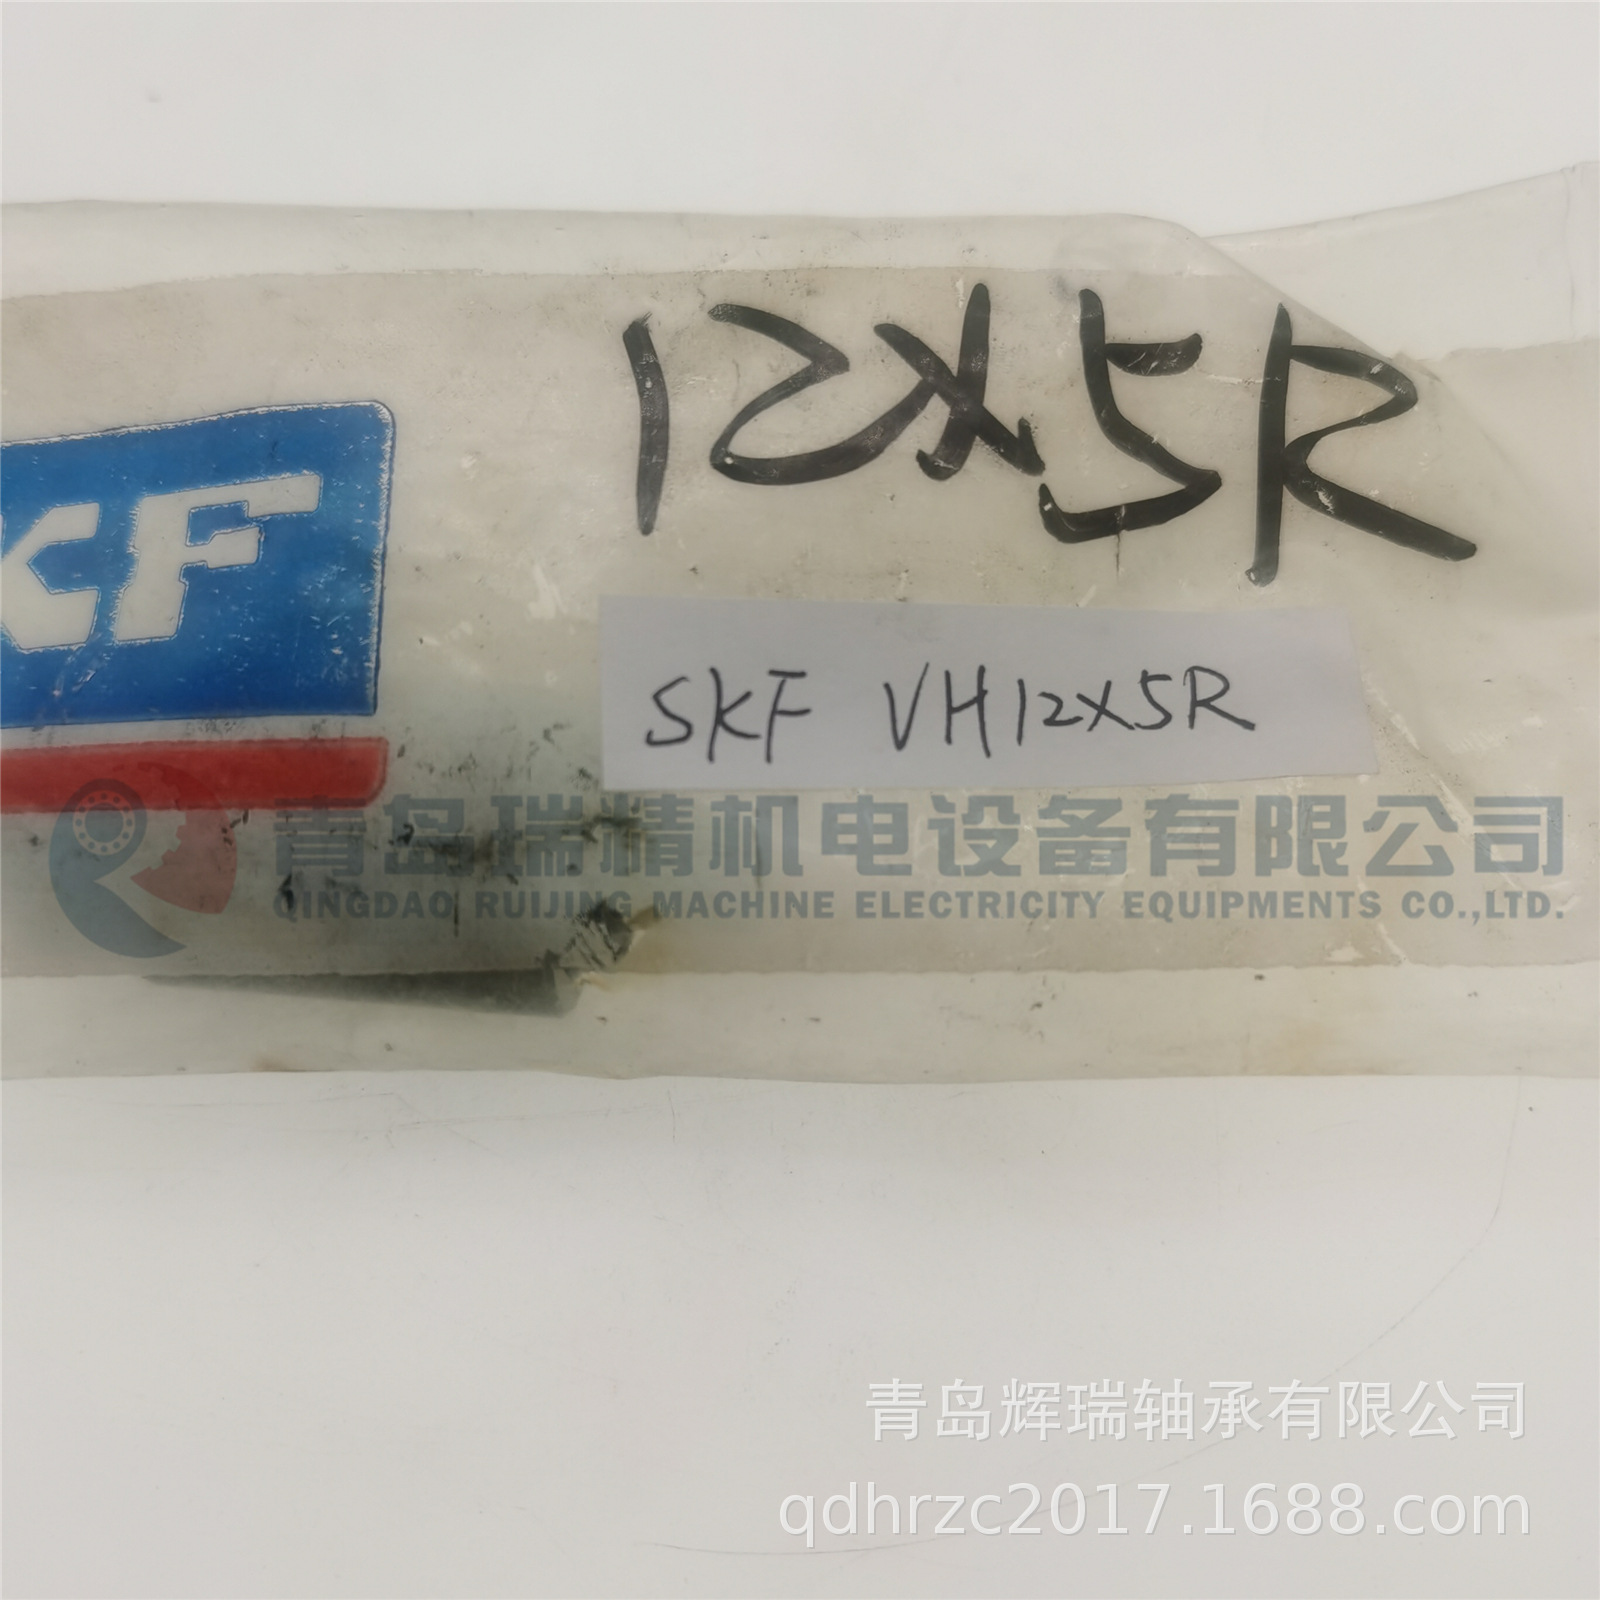 12x5R
KF
SKF VH12X5R
青岛瑞精机电设备有限公司
QINGDAO RUIJING MACHINE ELECTRICITY EQUIPMENTS CO.,LTD.
青岛辉瑞轴承有限公司
qdhrzc2017.1688.com